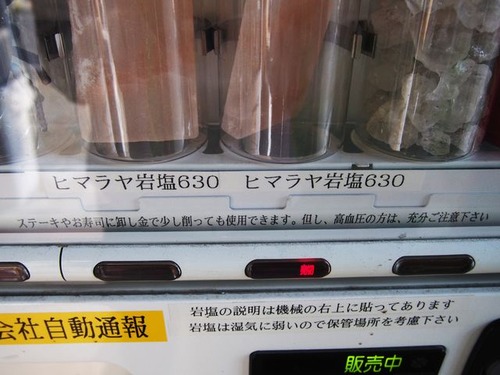 ヒマラヤ岩塩630 ヒマラヤ岩塩630
ステーキやお寿司に卸し金で少し削っても使用できます。但し、高血圧の方は、充分ご注意下さい
会社自動通報
岩塩の説明は機械の右上に貼ってあります
岩塩は湿気に弱いので保管場所を考慮下さい
販売中